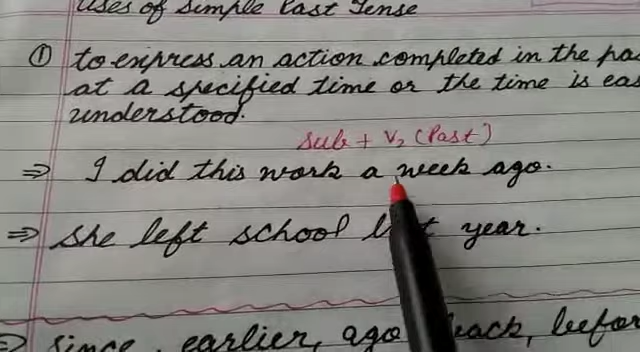 Uses of Simple Past Tense
① to express an action completed in the
at a specified time or the time is
understood.
Sub + V₂ (Past)
⇒ I did this work a week ago.
⇒ She left school year.
⇒ since, earlier, ago back,